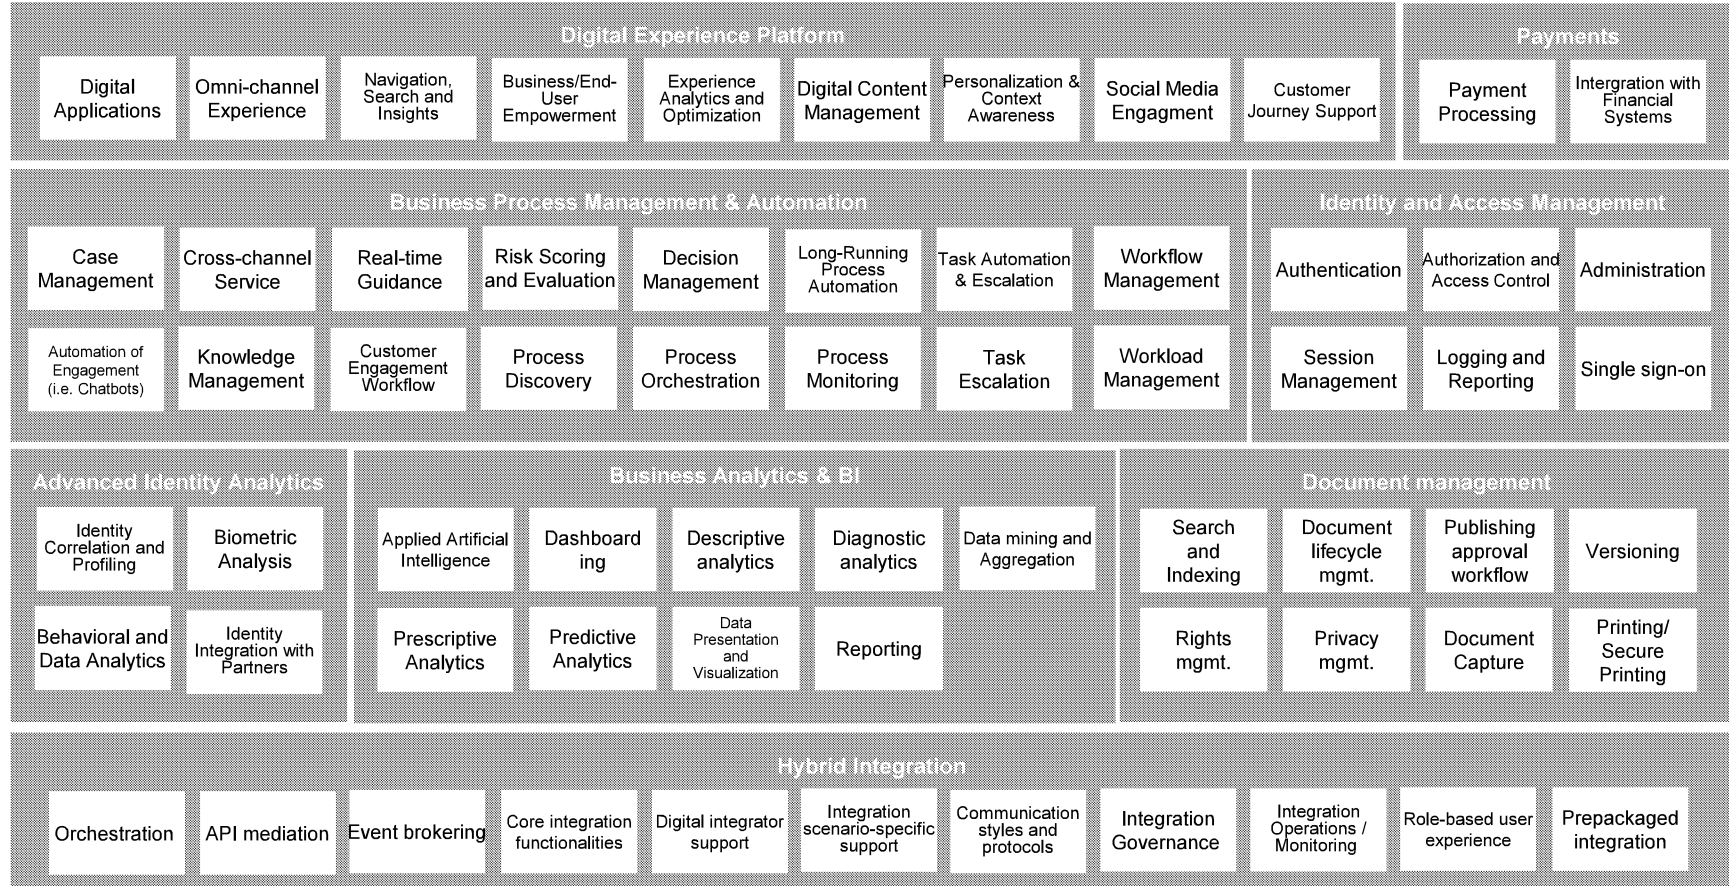 Digital Experience Platform
Digital
Applications
Omni-channel
Experience
Navigation,
Search and
Insights
Business/End-
User
Empowerment
Experience
Analytics and
Optimization
Digital Content
Management
Personalization &
Context
Awareness
Social Media
Engagment
Customer
Journey Support
Payments
Payment
Processing
Intergration with
Financial
Systems
Business Process Management & Automation
Case
Management
Cross-channel
Service
Real-time
Guidance
Risk Scoring
and Evaluation
Decision
Management
Long-Running
Process
Automation
Task Automation
& Escalation
Workflow
Management
Automation of
Engagement
(i.e. Chatbots)
Knowledge
Management
Customer
Engagement
Workflow
Process
Discovery
Process
Orchestration
Process
Monitoring
Task
Escalation
Workload
Management
Identity and Access Management
Authentication
Authorization and
Access Control
Administration
Session
Management
Logging and
Reporting
Single sign-on
Advanced Identity Analytics
Identity
Correlation and
Profiling
Biometric
Analysis
Behavioral and
Data Analytics
Identity
Integration with
Partners
Business Analytics & BI
Applied Artificial
Intelligence
Dashboard
ing
Descriptive
analytics
Diagnostic
analytics
Data mining and
Aggregation
Prescriptive
Analytics
Predictive
Analytics
Data
Presentation
and
Visualization
Reporting
Document management
Search
and
Indexing
Document
lifecycle
mgmt.
Publishing
approval
workflow
Versioning
Rights
mgmt.
Privacy
mgmt.
Document
Capture
Printing/
Secure
Printing
Hybrid Integration
Orchestration
API mediation
Event brokering
Core integration
functionalities
Digital integrator
support
Integration
scenario-specific
support
Communication
styles and
protocols
Integration
Governance
Integration
Operations /
Monitoring
Role-based user
experience
Prepackaged
integration